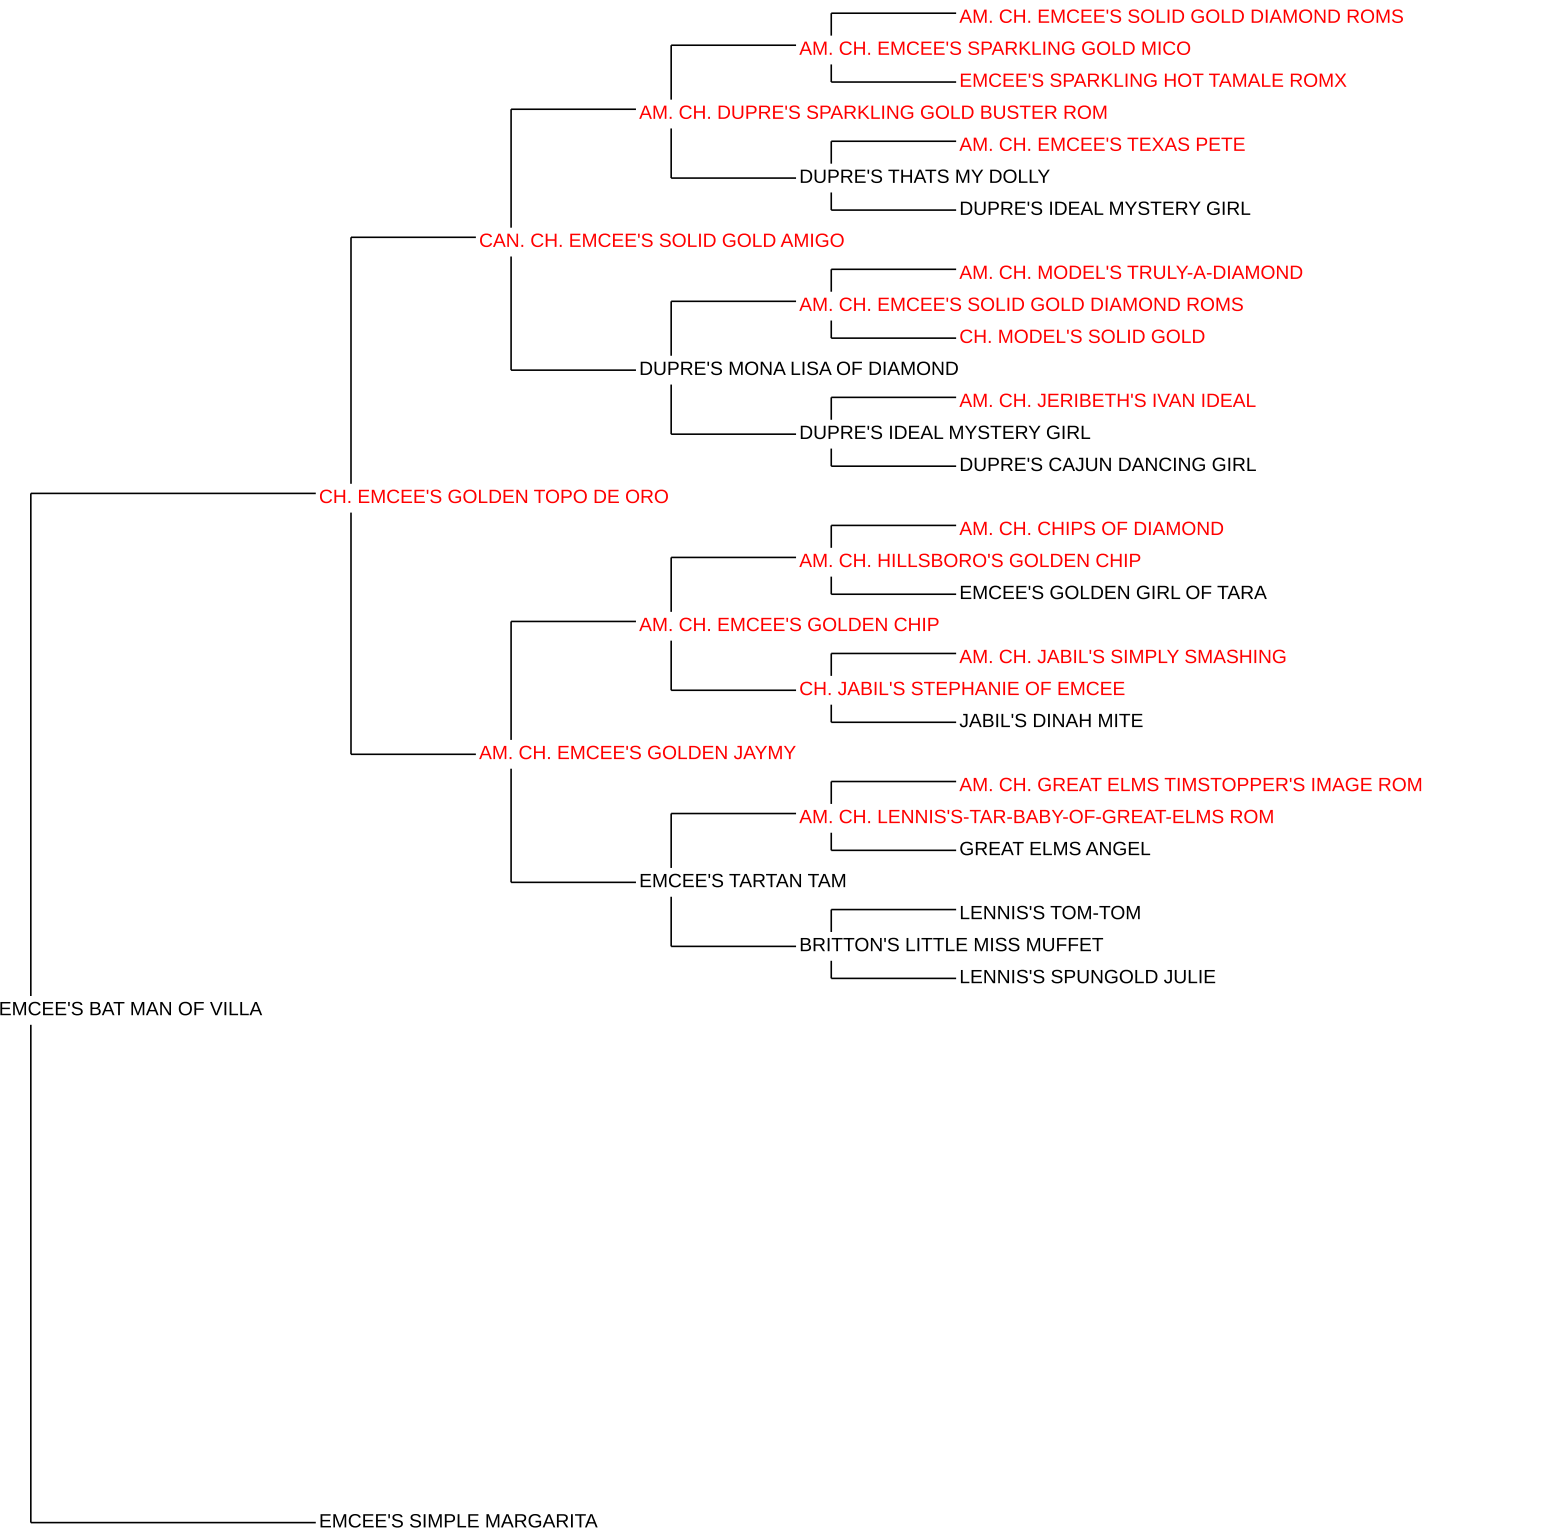 AM. CH. EMCEE'S SOLID GOLD DIAMOND ROMS
AM. CH. EMCEE'S SPARKLING GOLD MICO
EMCEE'S SPARKLING HOT TAMALE ROMX
AM. CH. DUPRE'S SPARKLING GOLD BUSTER ROM
AM. CH. EMCEE'S TEXAS PETE
DUPRE'S THATS MY DOLLY
DUPRE'S IDEAL MYSTERY GIRL
CAN. CH. EMCEE'S SOLID GOLD AMIGO
AM. CH. MODEL'S TRULY-A-DIAMOND
AM. CH. EMCEE'S SOLID GOLD DIAMOND ROMS
CH. MODEL'S SOLID GOLD
DUPRE'S MONA LISA OF DIAMOND
AM. CH. JERIBETH'S IVAN IDEAL
DUPRE'S IDEAL MYSTERY GIRL
DUPRE'S CAJUN DANCING GIRL
CH. EMCEE'S GOLDEN TOPO DE ORO
AM. CH. CHIPS OF DIAMOND
AM. CH. HILLSBORO'S GOLDEN CHIP
EMCEE'S GOLDEN GIRL OF TARA
AM. CH. EMCEE'S GOLDEN CHIP
AM. CH. JABIL'S SIMPLY SMASHING
CH. JABIL'S STEPHANIE OF EMCEE
JABIL'S DINAH MITE
AM. CH. EMCEE'S GOLDEN JAYMY
AM. CH. GREAT ELMS TIMSTOPPER'S IMAGE ROM
AM. CH. LENNIS'S-TAR-BABY-OF-GREAT-ELMS ROM
GREAT ELMS ANGEL
EMCEE'S TARTAN TAM
LENNIS'S TOM-TOM
BRITTON'S LITTLE MISS MUFFET
LENNIS'S SPUNGOLD JULIE
EMCEE'S BAT MAN OF VILLA
EMCEE'S SIMPLE MARGARITA